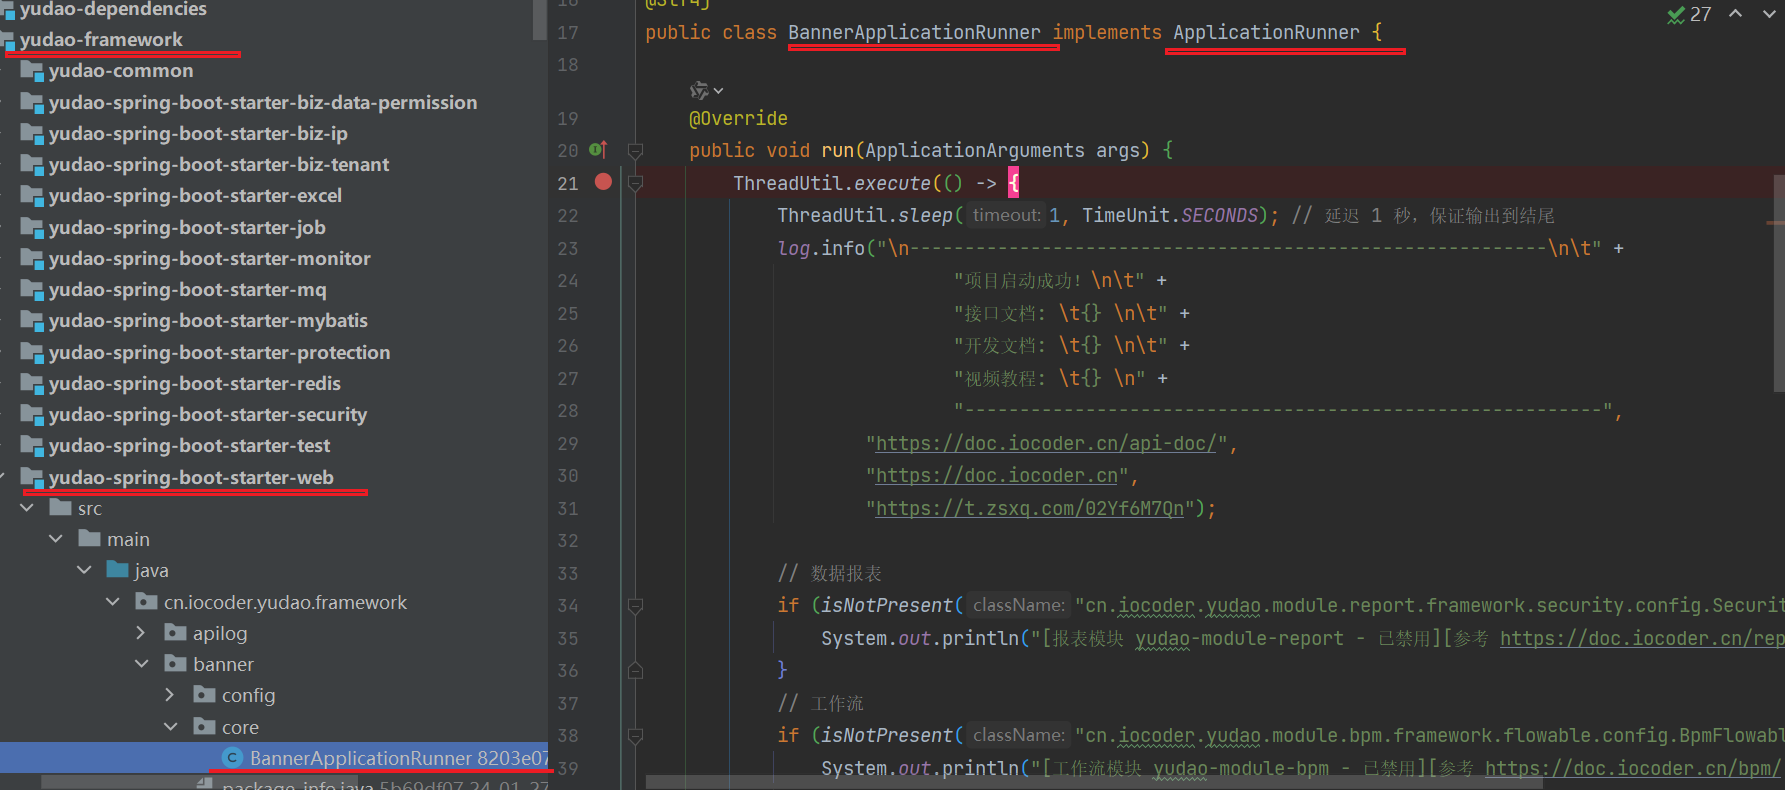 yudao-dependencies
yudao-framework
yudao-common
yudao-spring-boot-starter-biz-data-permission
yudao-spring-boot-starter-biz-ip
yudao-spring-boot-starter-biz-tenant
yudao-spring-boot-starter-excel
yudao-spring-boot-starter-job
yudao-spring-boot-starter-monitor
yudao-spring-boot-starter-mq
yudao-spring-boot-starter-mybatis
yudao-spring-boot-starter-protection
yudao-spring-boot-starter-redis
yudao-spring-boot-starter-security
yudao-spring-boot-starter-test
yudao-spring-boot-starter-web
src
main
java
cn.iocoder.yudao.framework
apilog
banner
config
core
BannerApplicationRunner 8203e07
package-info.java 5b69df07 24-01-27
16 @Slf4j
27
17 public class BannerApplicationRunner implements ApplicationRunner {
18
19 @Override
20 public void run(ApplicationArguments args) {
21 ThreadUtil.execute(() -> {
22 ThreadUtil.sleep( timeout: 1, TimeUnit.SECONDS); // 延迟 1 秒，保证输出到结尾
23 log.info("\n----------------------------------------------------------\n\t" +
24 "项目启动成功！\n\t" +
25 "接口文档: \t{} \n\t" +
26 "开发文档: \t{} \n\t" +
27 "视频教程: \t{} \n" +
28 "----------------------------------------------------------",
29 "https://doc.iocoder.cn/api-doc/",
30 "https://doc.iocoder.cn",
31 "https://t.zsxq.com/02Yf6M7Qn");
32
33 // 数据报表
34 if (isNotPresent( className: "cn.iocoder.yudao.module.report.framework.security.config.Securit
35 System.out.println("[报表模块 yudao-module-report - 已禁用][参考 https://doc.iocoder.cn/rep
36 }
37 // 工作流
38 if (isNotPresent( className: "cn.iocoder.yudao.module.bpm.framework.flowable.config.BpmFlowabl
39 System.out.println("[工作流模块 yudao-module-bpm - 已禁用][参考 https://doc.iocoder.cn/bpm/